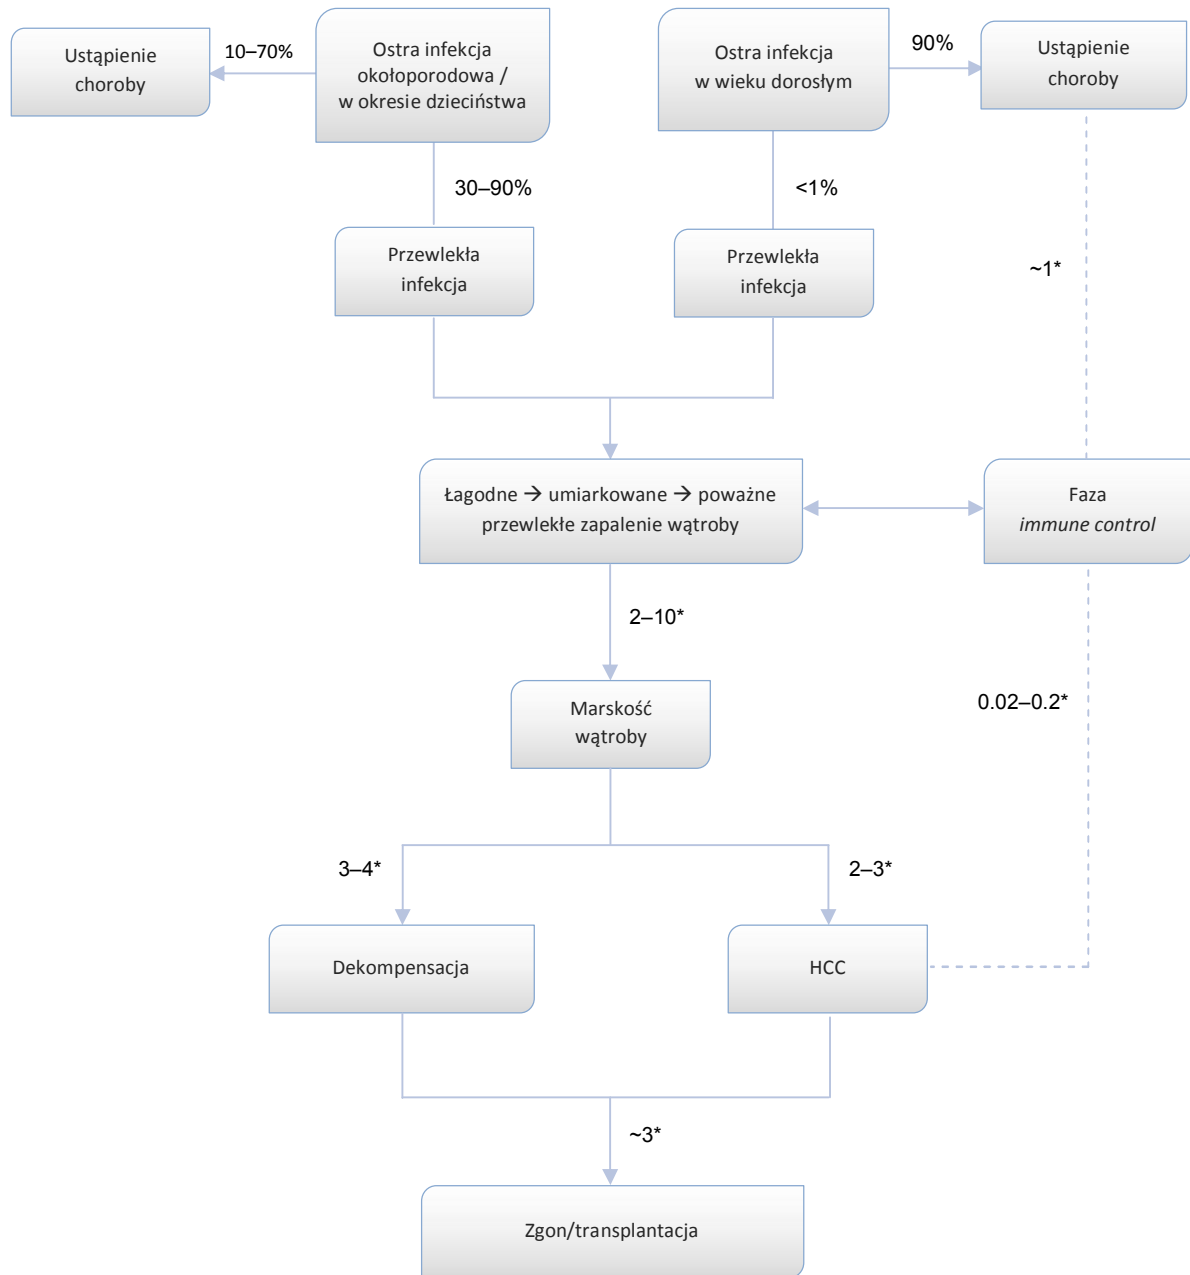 Ustąpienie
choroby
10–70%
Ostra infekcja
okołoporodowa /
w okresie dzieciństwa
Ostra infekcja
w wieku dorosłym
90%
Ustąpienie
choroby
30–90%
<1%
Przewlekła
infekcja
Przewlekła
infekcja
~1*
Łagodne → umiarkowane → poważne
przewlekłe zapalenie wątroby
Faza
immune control
2–10*
Marskość
wątroby
0.02–0.2*
3–4*
2–3*
Dekompensacja
HCC
~3*
Zgon/transplantacja